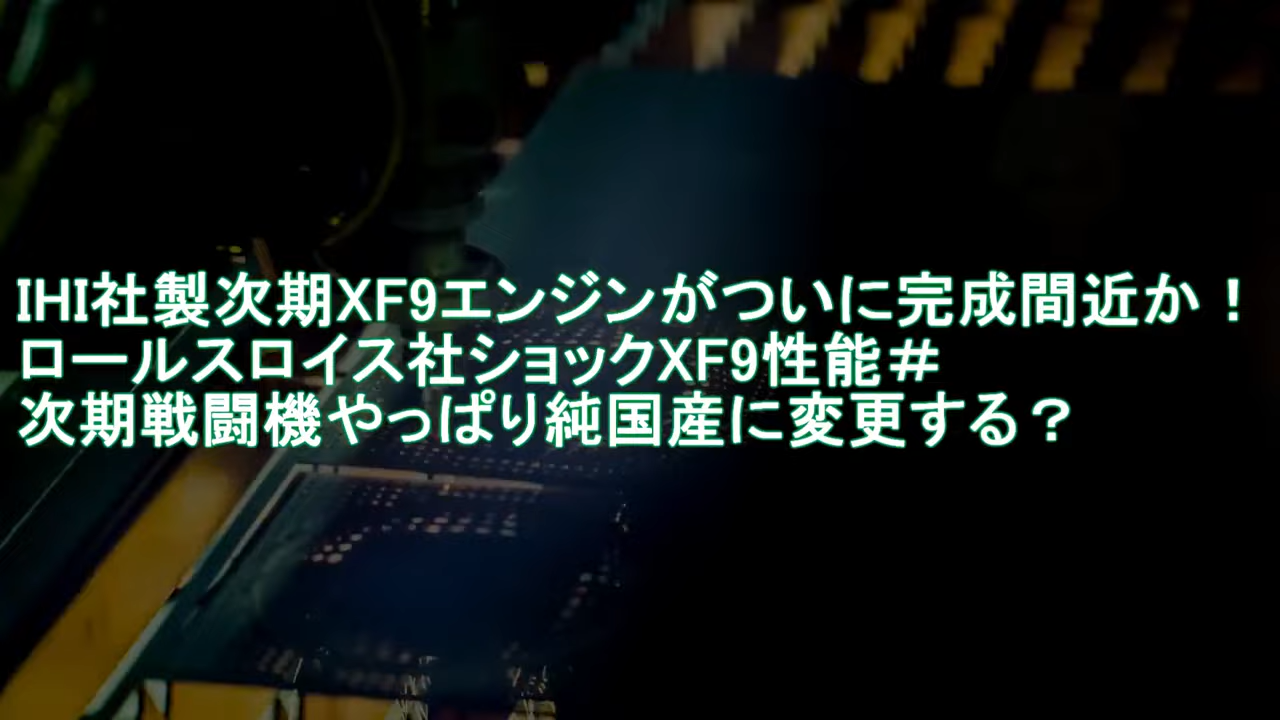 IHI社製次期XF9エンジンがついに完成間近か！
ロールスロイス社ショックXF9性能＃
次期戦闘機やっぱり純国産に変更する？